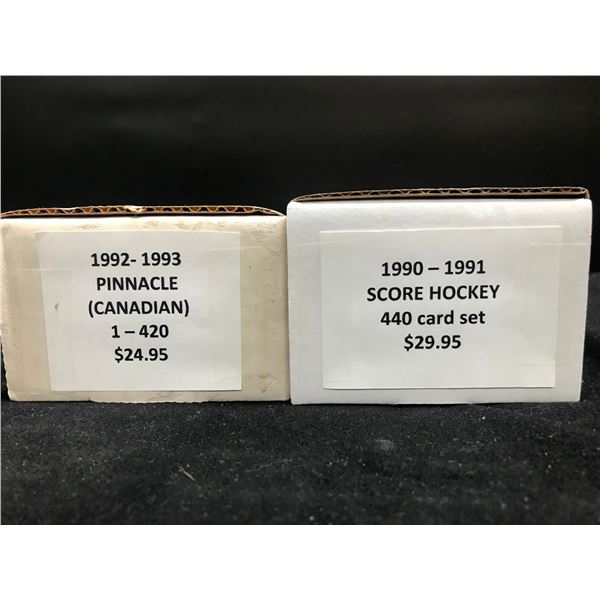 1992- 1993
PINNACLE
(CANADIAN)
1 – 420
$24.95
1990 – 1991
SCORE HOCKEY
440 card set
$29.95